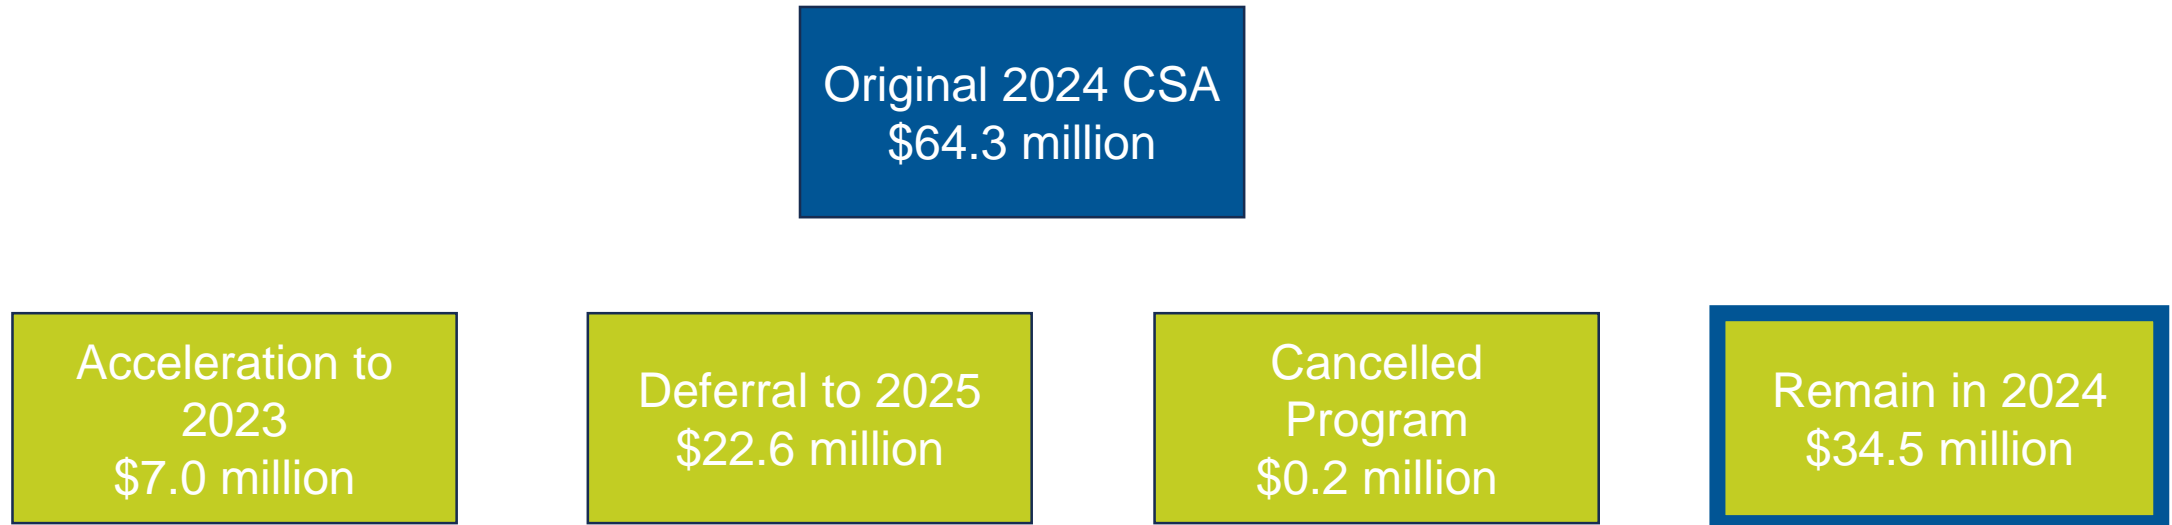 Original 2024 CSA
$64.3 million
Acceleration to
2023
$7.0 million
Deferral to 2025
$22.6 million
Cancelled
Program
$0.2 million
Remain in 2024
$34.5 million